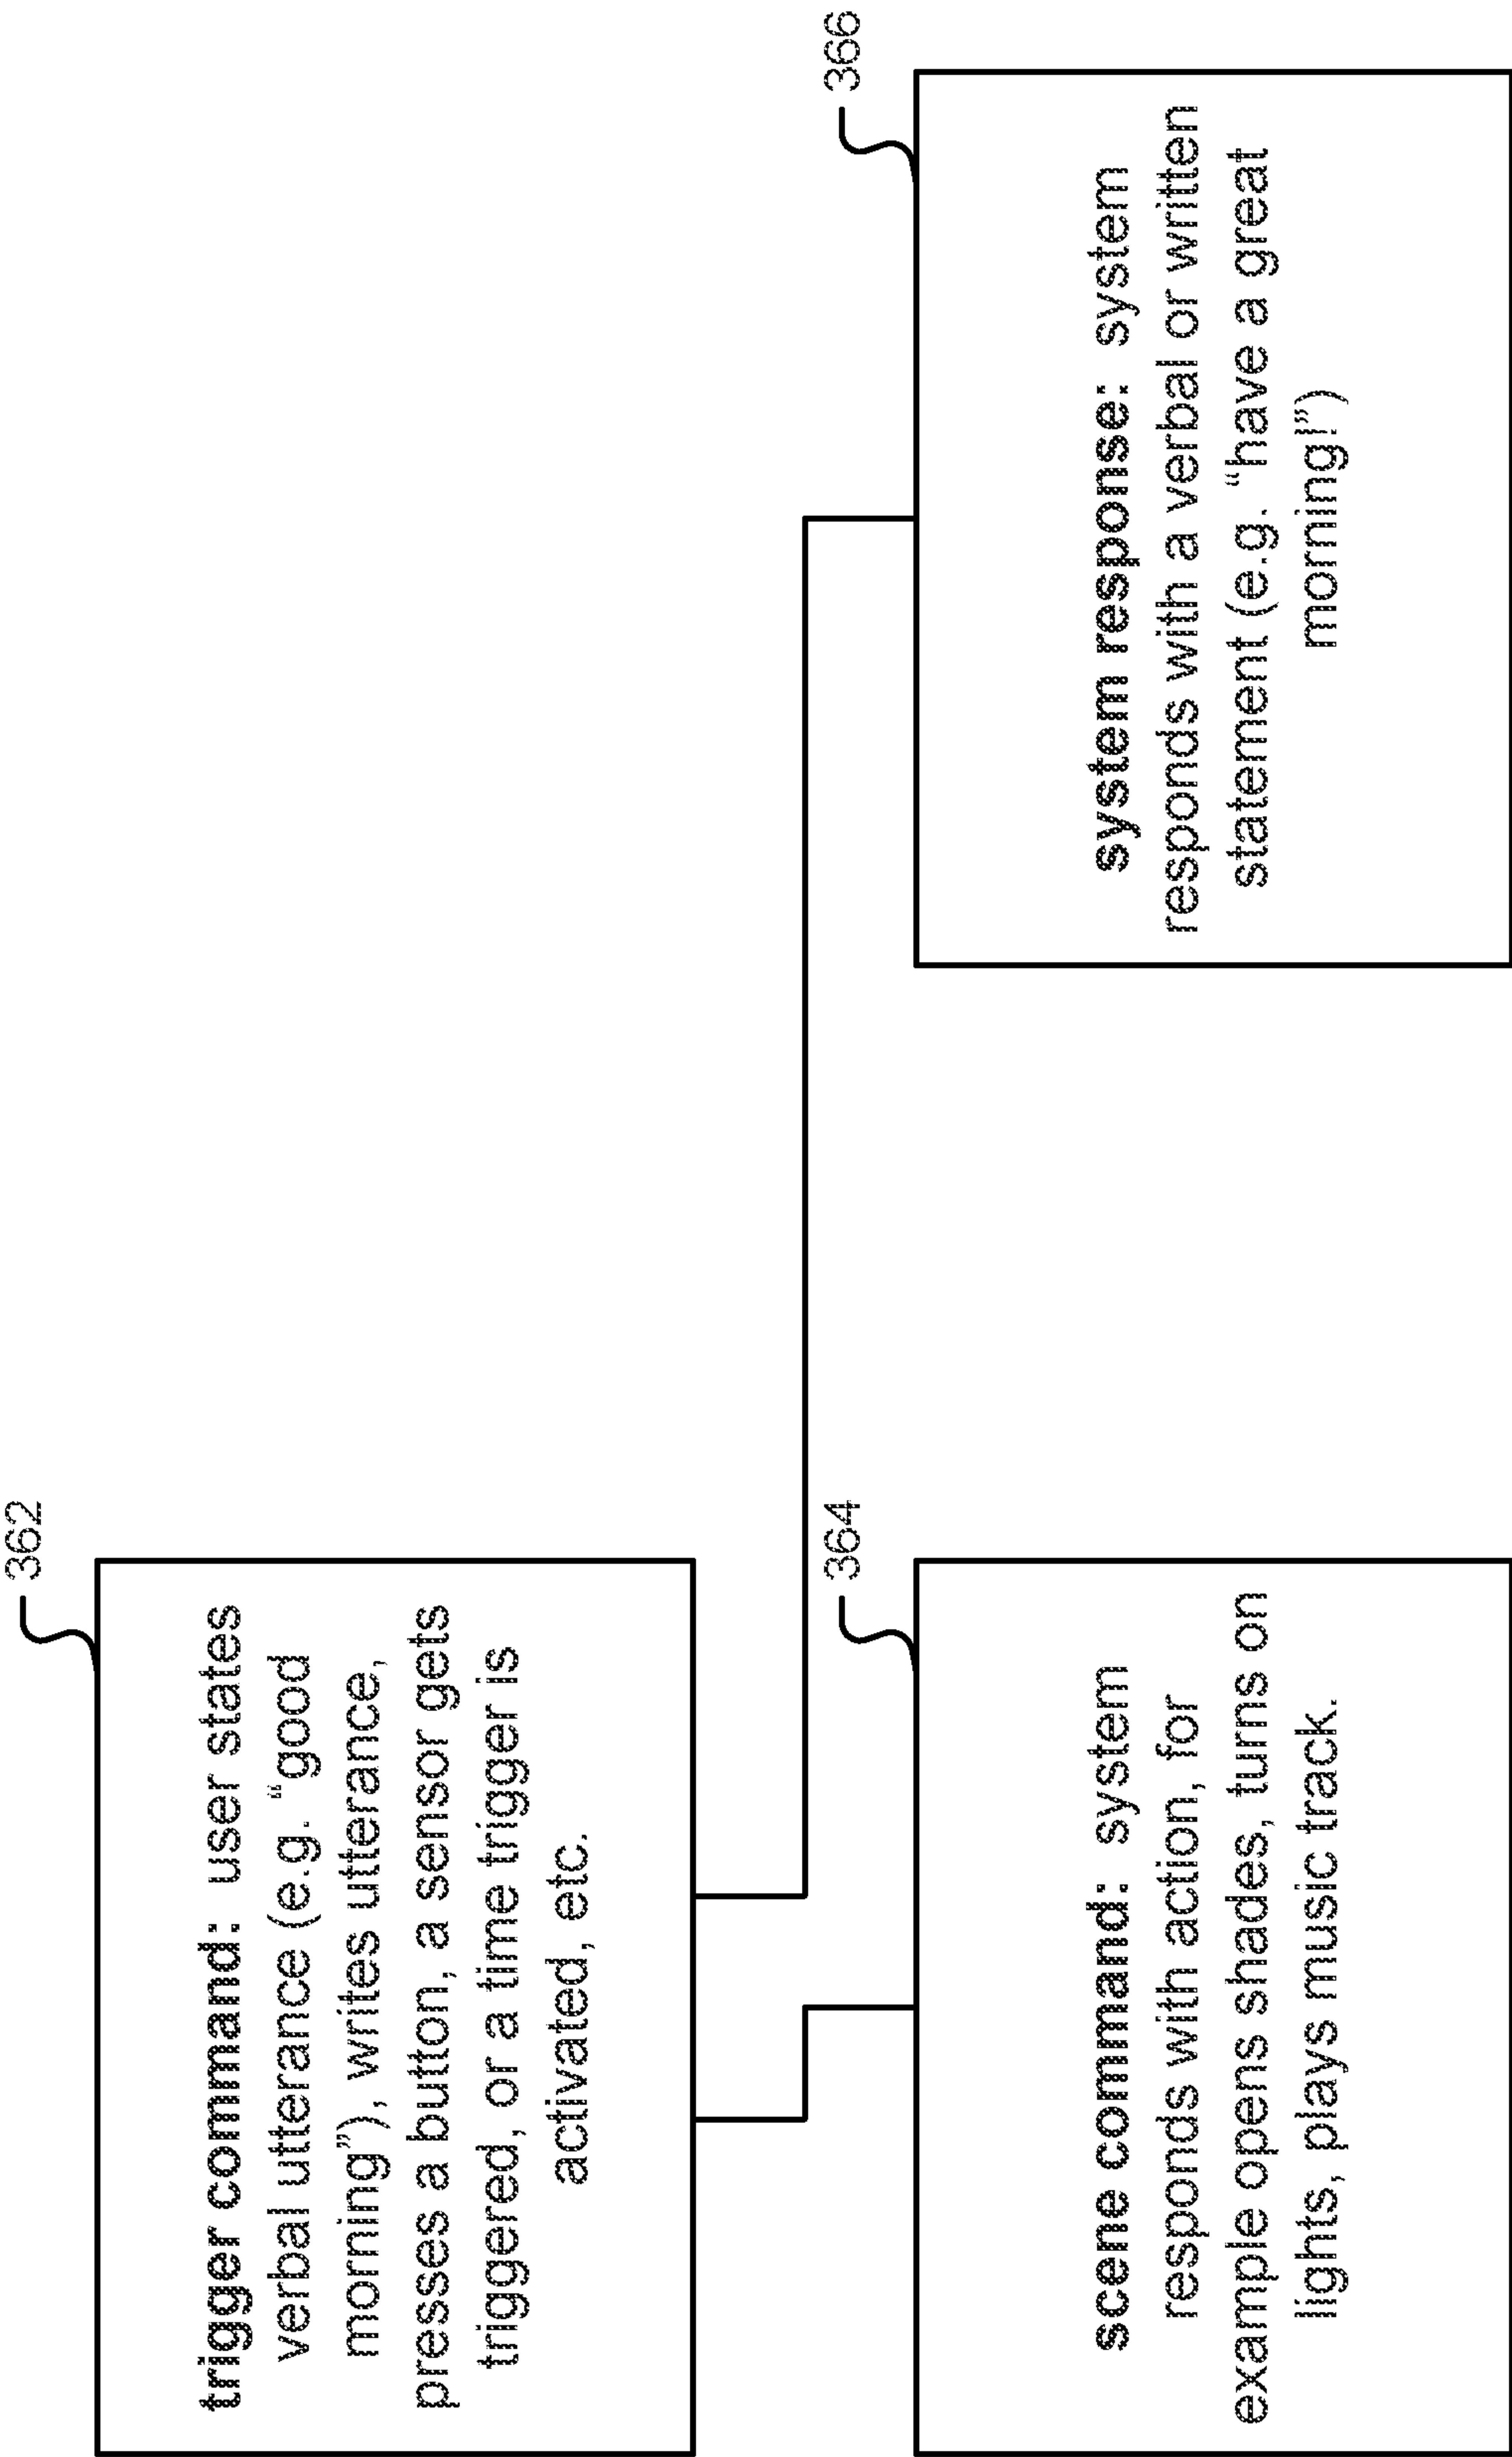 362
trigger command: user states
verbal utterance (e.g. “good
morning”), writes utterance,
presses a button, a sensor gets
triggered, or a time trigger is
activated, etc.
364
scene command: system
responds with action, for
example opens shades, turns on
lights, plays music track.
366
system response: system
responds with a verbal or written
statement (e.g. “have a great
morning!”)